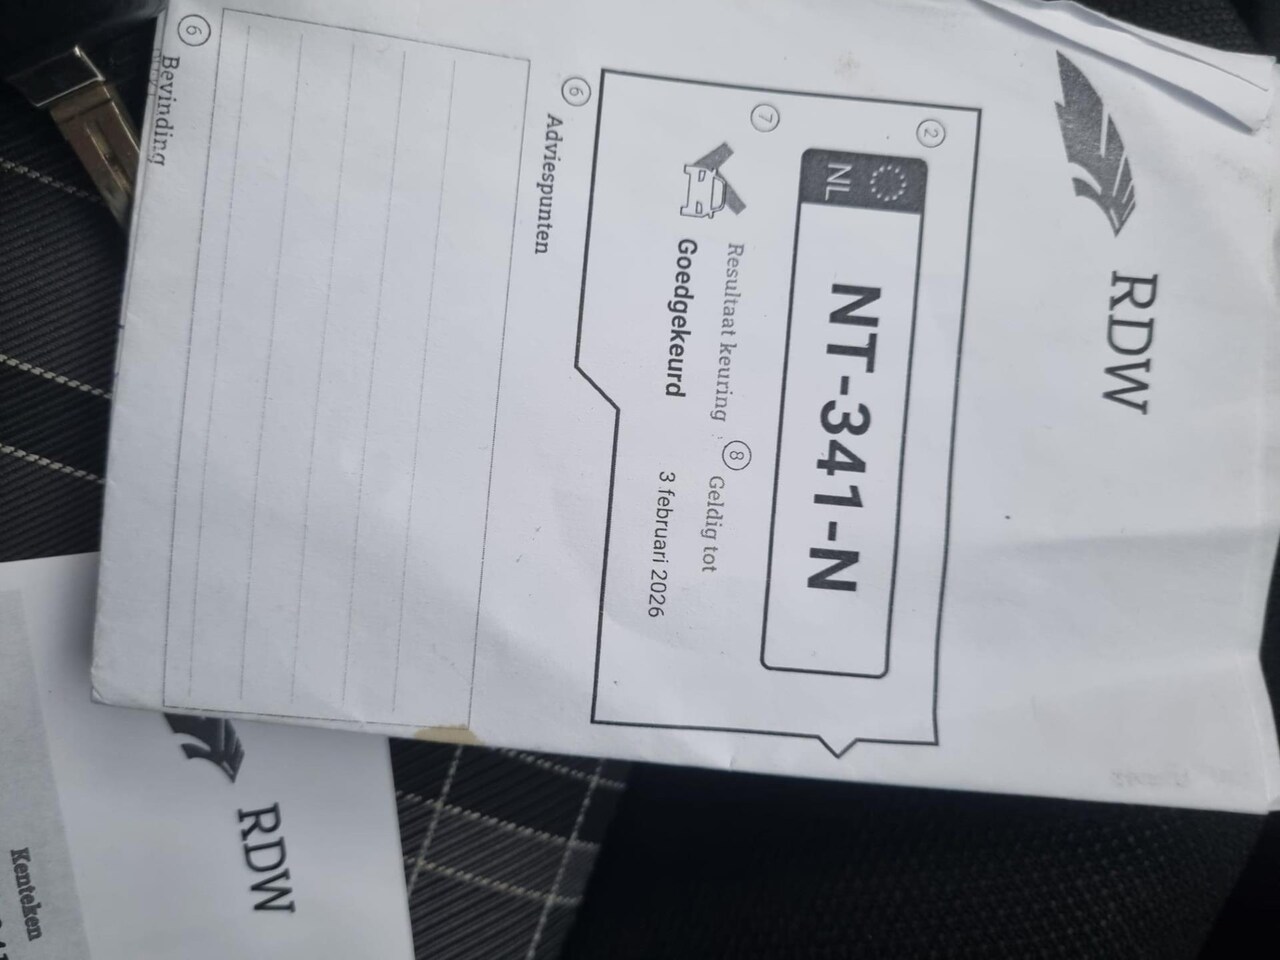 RDW
2
NL
NT-341-N
7
Resultaat keuring
8
Geldig tot
Goedgekeurd
3 februari 2026
6
Adviespunten
6
Bevinding
RDW
Kenteken